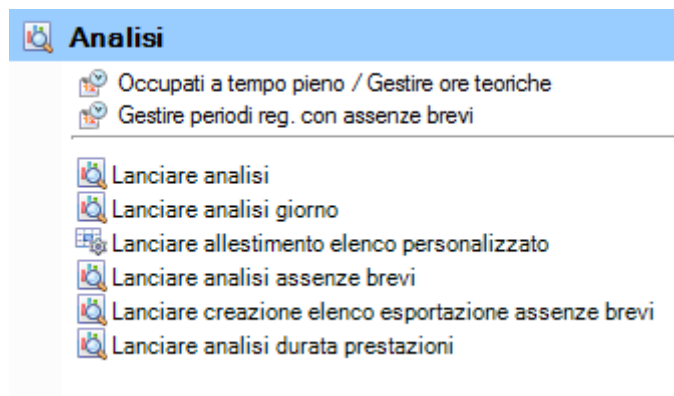 Analisi
Occupati a tempo pieno / Gestire ore teoriche
Gestire periodi reg. con assenze brevi
Lanciare analisi
Lanciare analisi giorno
Lanciare allestimento elenco personalizzato
Lanciare analisi assenze brevi
Lanciare creazione elenco esportazione assenze brevi
Lanciare analisi durata prestazioni